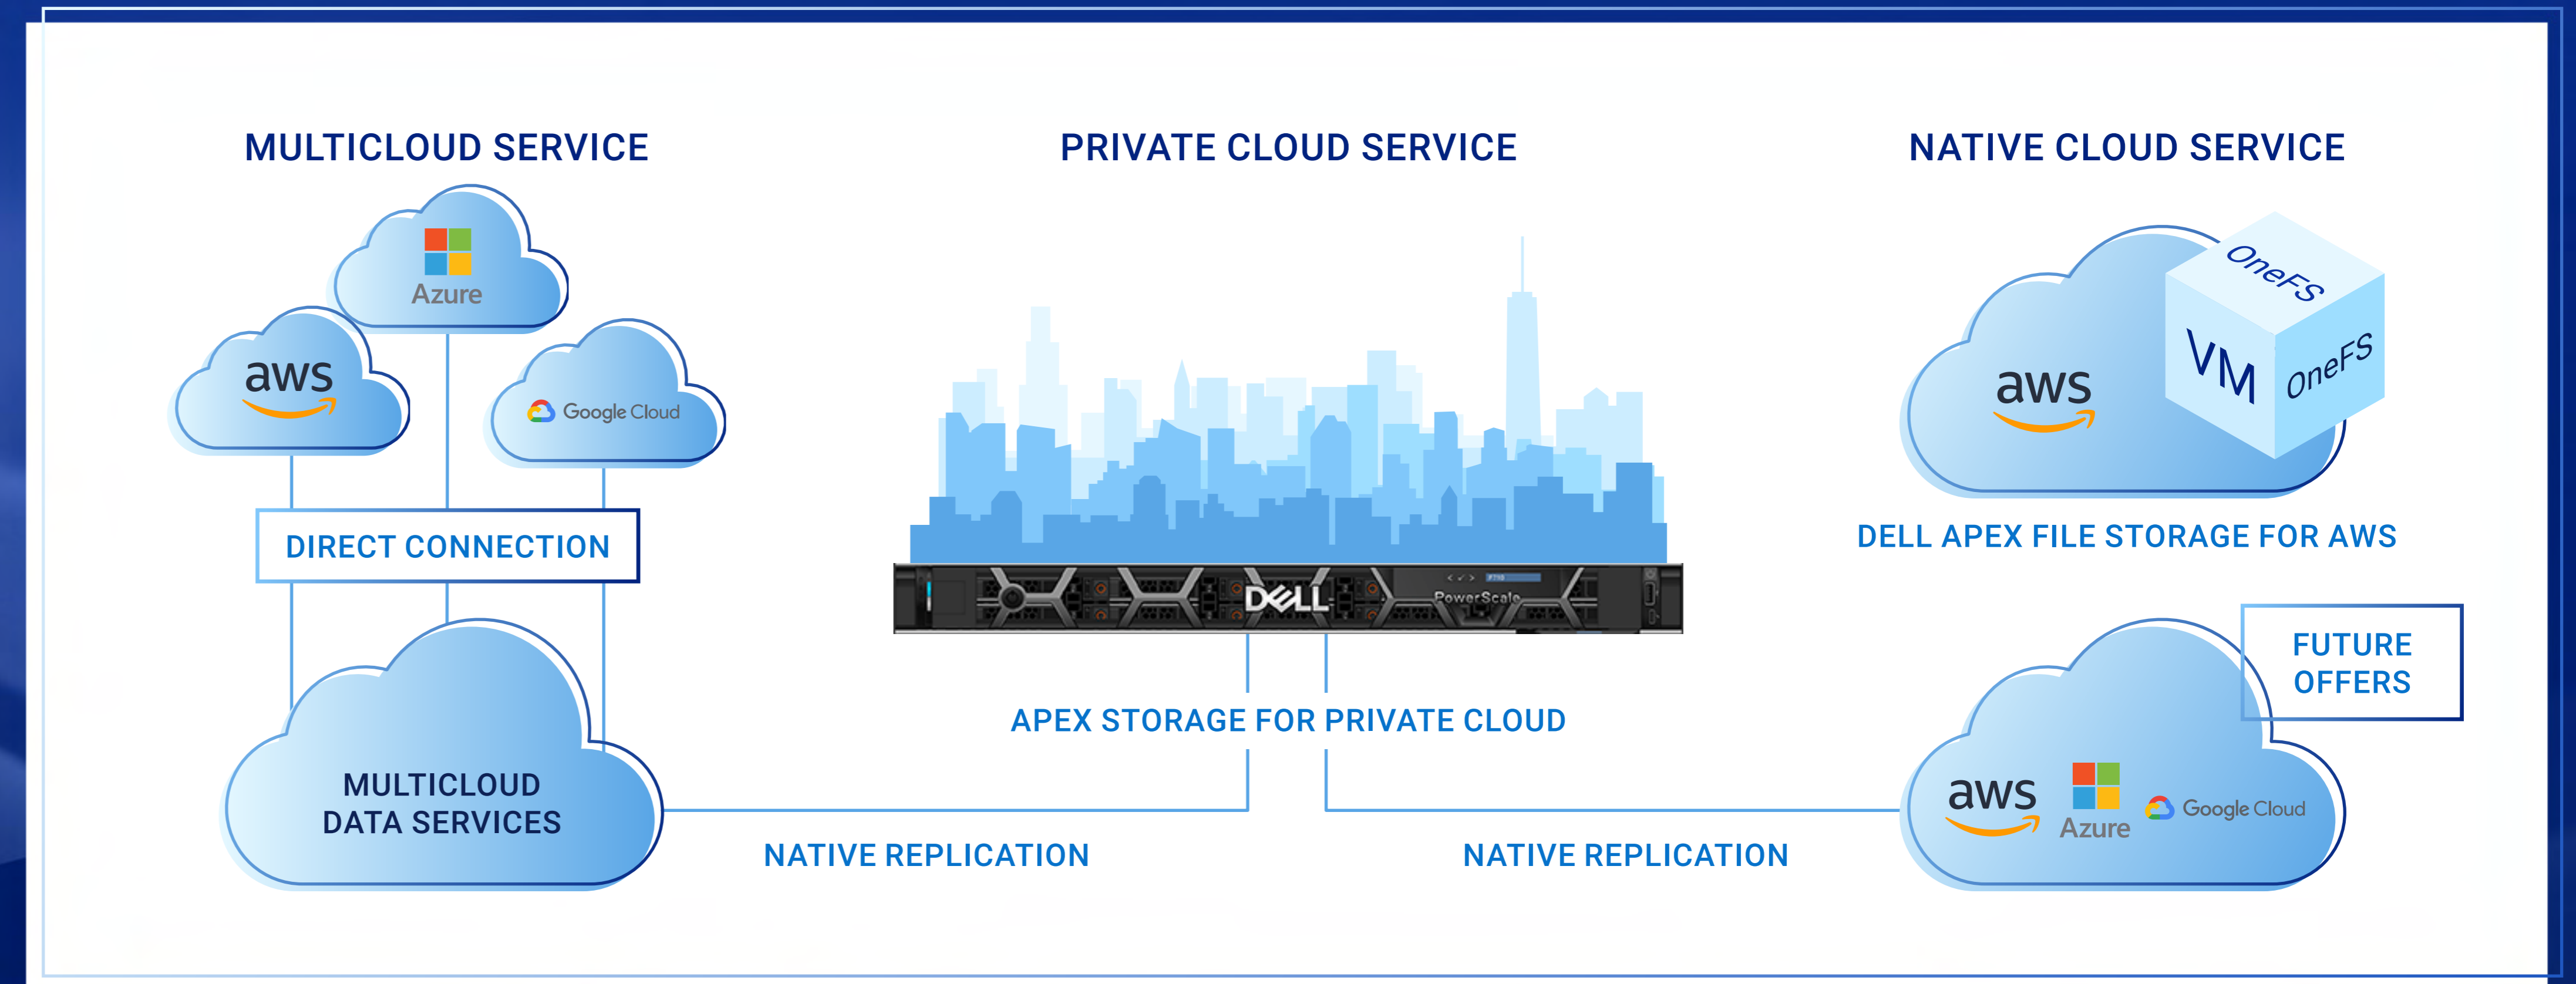 MULTICLOUD SERVICE
Azure
aws
Google Cloud
DIRECT CONNECTION
MULTICLOUD
DATA SERVICES
NATIVE REPLICATION
PRIVATE CLOUD SERVICE
DELL
F710
PowerScale
APEX STORAGE FOR PRIVATE CLOUD
NATIVE REPLICATION
NATIVE CLOUD SERVICE
aws
OneFS
VM
OneFS
DELL APEX FILE STORAGE FOR AWS
FUTURE
OFFERS
aws
Azure
Google Cloud